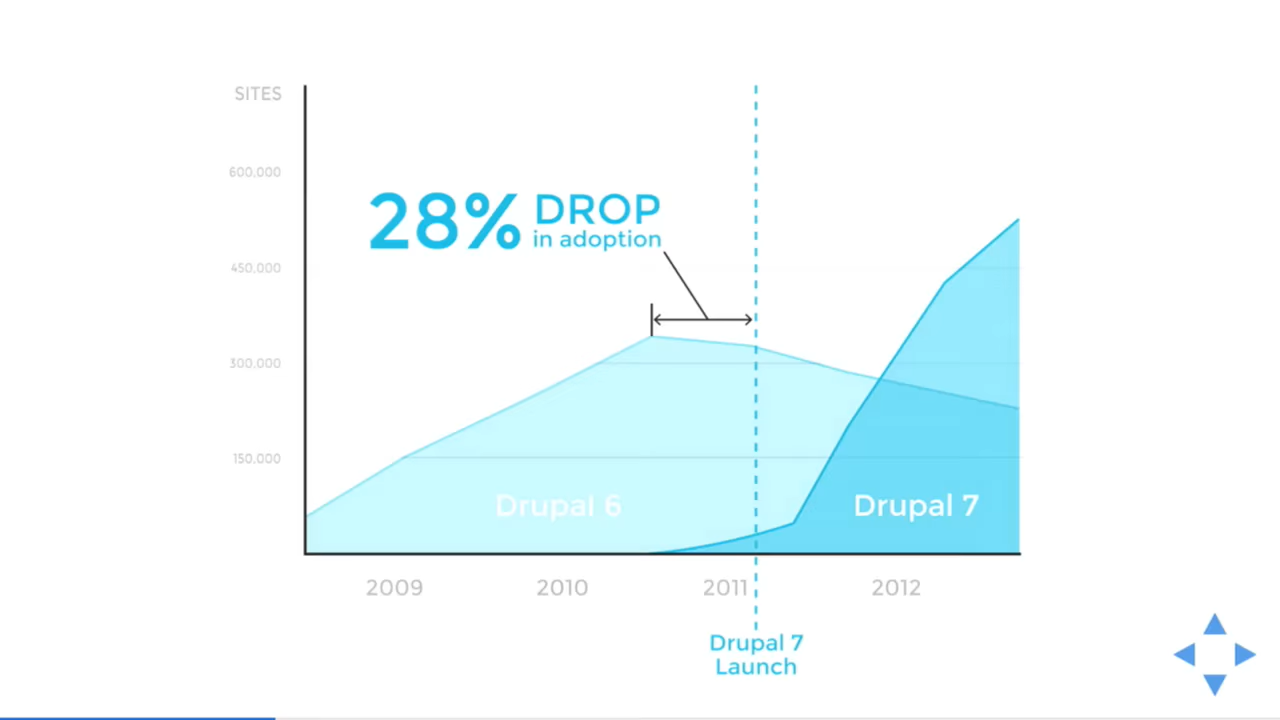 SITES
600,000
28% DROP
in adoption
450,000
300,000
150,000
Drupal 6
Drupal 7
2009
2010
2011
2012
Drupal 7
Launch